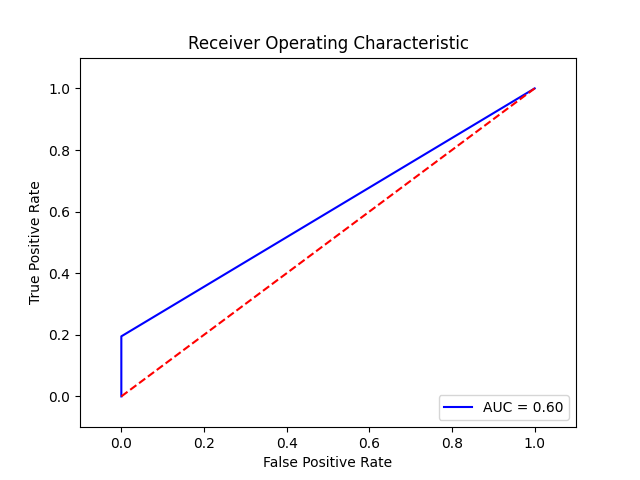 Receiver Operating Characteristic
True Positive Rate
1.0
0.8
0.6
0.4
0.2
0.0
AUC = 0.60
0.0 0.2 0.4 0.6 0.8 1.0
False Positive Rate